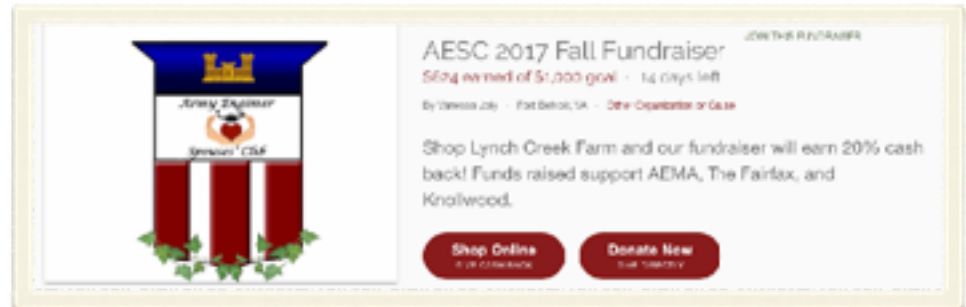 AESC 2017 Fall Fundraiser
JOIN THIS FUNDRAISER
$624 earned of $1,000 goal · 14 days left
By Vanessa · Fort Belvoir, VA · Other Organization or Cause
Army Engineer
Spouses' Club
Shop Lynch Creek Farm and our fundraiser will earn 20% cash
back! Funds raised support AEMA, The Fairfax, and
Knollwood.
Shop Online
Donate Now